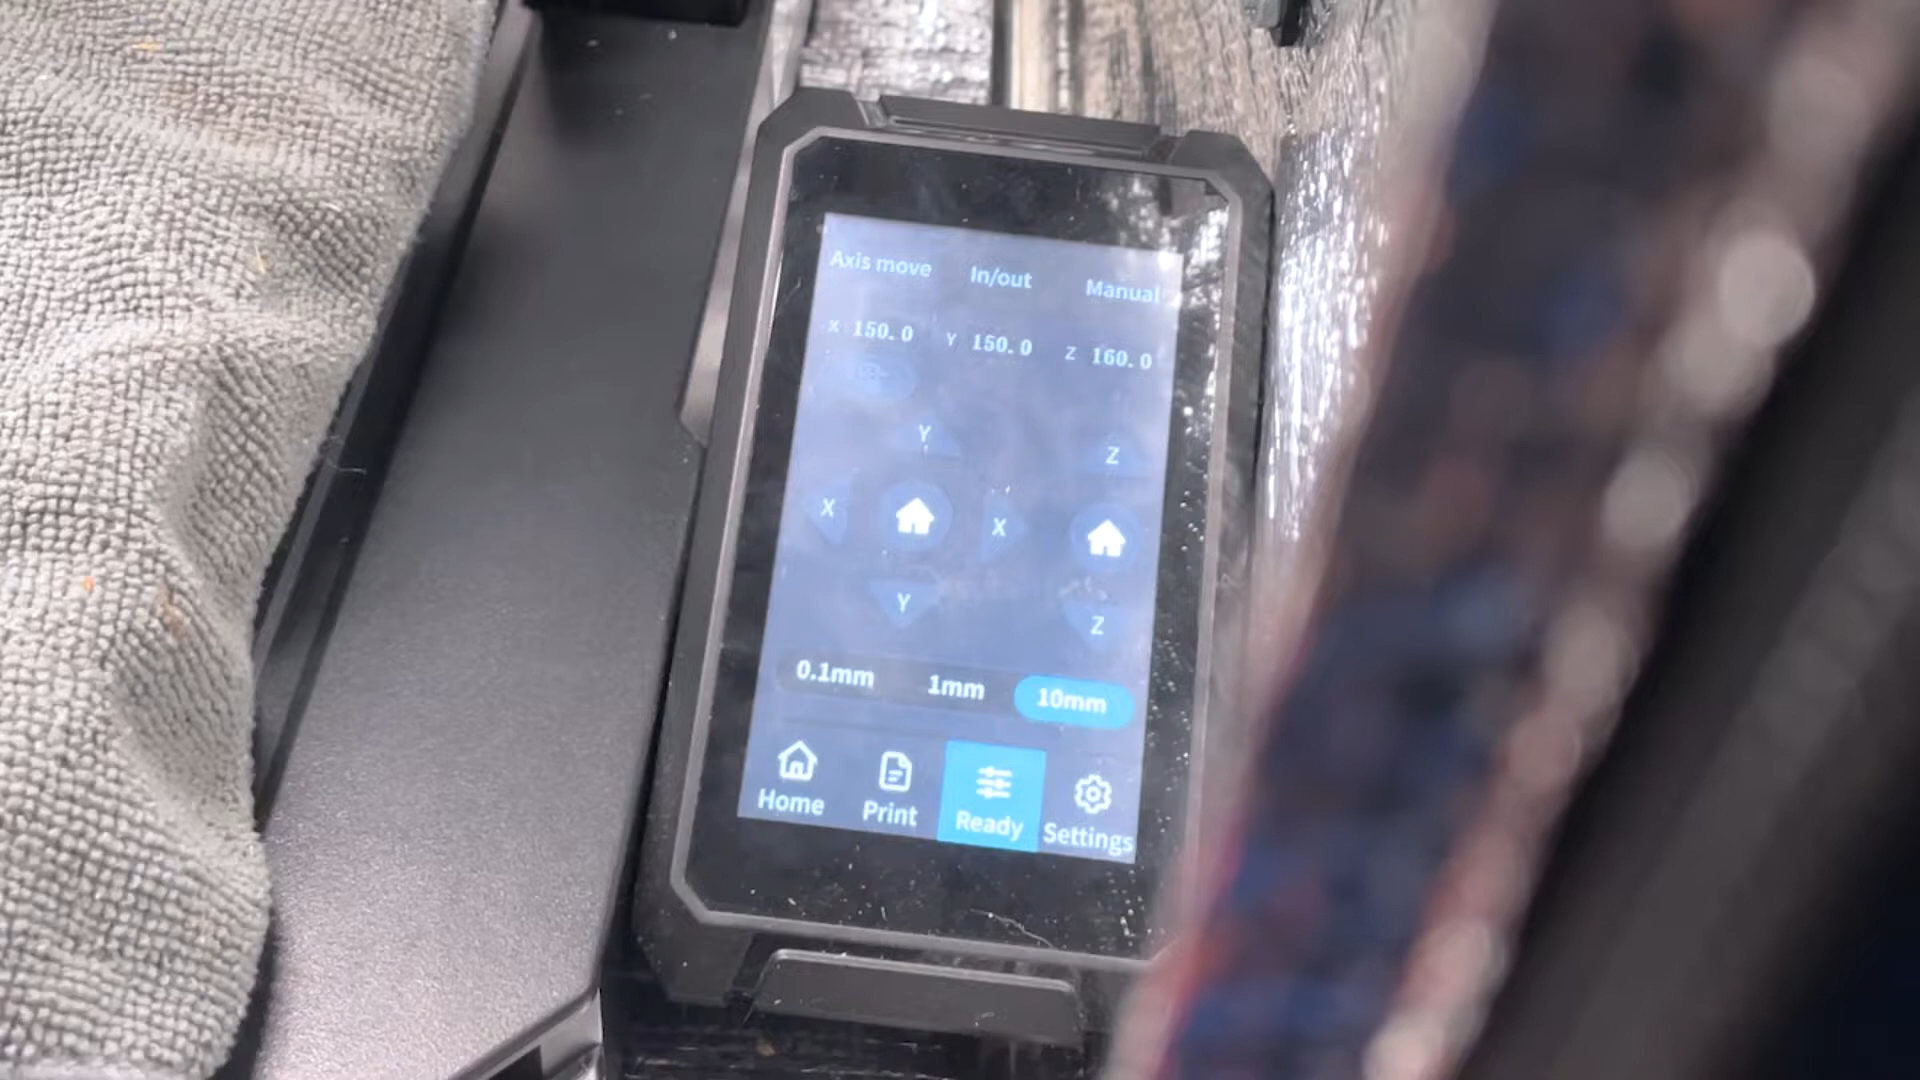 Axis move In/out Manual
X 150.0 Y 150.0 Z 160.0
Y Z
X X
Y Z
0.1mm 1mm 10mm
Home Print Ready Settings